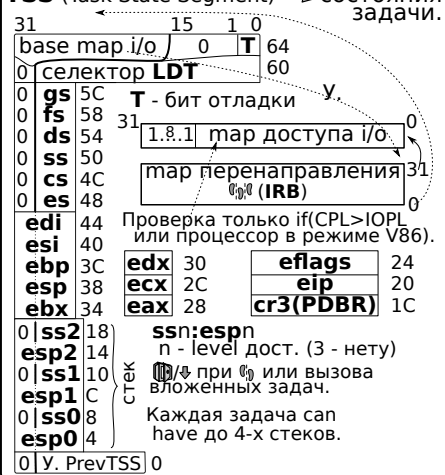 TSS (Task State Segment) -> состояния
задачи.
31 15 1 0
base map i/o 0 T 64
0 селектор LDT 60
0 gs 5C
0 fs 58
0 ds 54
0 ss 50
0 cs 4C
0 es 48
edi 44
esi 40
ebp 3C
esp 38
ebx 34
T - бит отладки У,
31 0
1.8.1 map доступа i/o
map перенаправления 31
(IRB) 0
Проверка только if(CPL>IOPL
или процессор в режиме V86).
edx 30 eflags 24
ecx 2C eip 20
eax 28 cr3(PDBR) 1C
0 ss2 18
esp2 14
0 ss1 10
esp1 C
0 ss0 8
esp0 4
0 У. PrevTSS 0
стек
ssn:espn
n - level дост. (3 - нету)
/ при или вызова
вложенных задач.
Каждая задача can
have до 4-х стеков.